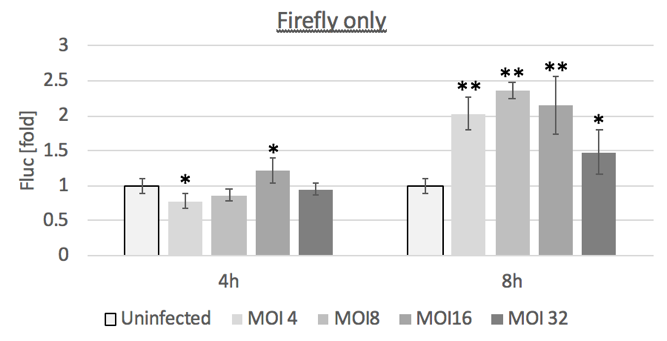 Firefly only
3
2.5
2
1.5
1
0.5
0
Fluc [fold]
*
*
**
**
**
*
4h
8h
Uninfected MOI 4 MOI8 MOI16 MOI 32